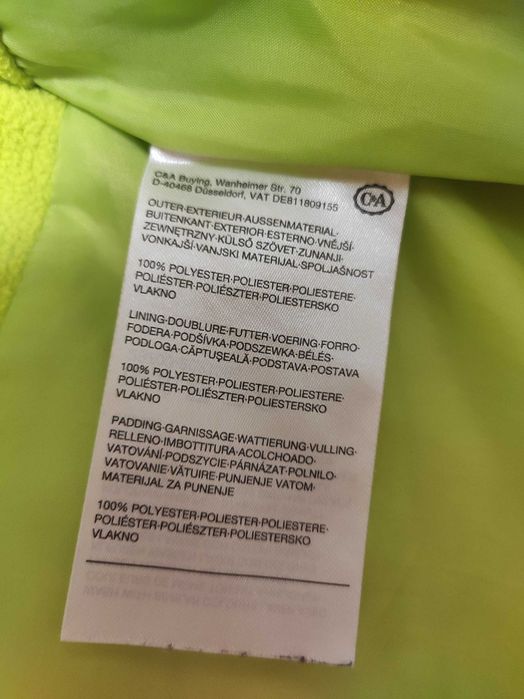 C&A Buying, Wanheimer Str. 70
D-40468 Düsseldorf, VAT DE811809155
C&A
OUTER·EXTERIEUR·AUSSENMATERIAL·
BUITENKANT·EXTERIOR·ESTERNO·VNĚJŠÍ·
ZEWNĘTRZNY·KÜLSŐ SZÖVET·ZUNANJI·
VONKAJŠÍ·VANJSKI MATERIJAL·SPOLJAŠNOST
100% POLYESTER·POLIESTER·POLIESTERE·
POLIÉSTER·POLIÉSZTER·POLIESTERSKO
VLAKNO
LINING·DOUBLURE·FUTTER·VOERING·FORRO·
FODERA·PODŠÍVKA·PODSZEWKA·BÉLÉS·
PODLOGA·CĂPTUŞEALĂ·PODSTAVA·POSTAVA
100% POLYESTER·POLIESTER·POLIESTERE·
POLIÉSTER·POLIÉSZTER·POLIESTERSKO
VLAKNO
PADDING·GARNISSAGE·WATTIERUNG·VULLING·
RELLENO·IMBOTTITURA·ACOLCHOADO·
VATOVÁNÍ·PODSZYCIE·PÁRNÁZAT·POLNILO·
VATOVANIE·VĂTUIRE·PUNJENJE VATOM·
MATERIJAL ZA PUNENJE
100% POLYESTER·POLIESTER·POLIESTERE·
POLIÉSTER·POLIÉSZTER·POLIESTERSKO
VLAKNO